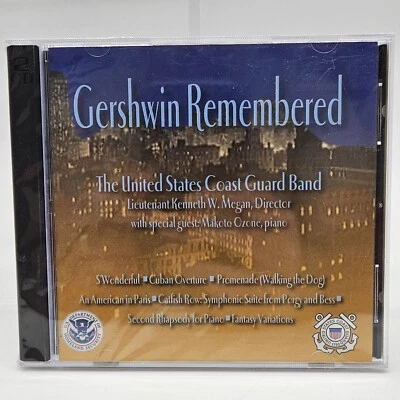 Gershwin Remembered
The United States Coast Guard Band
Lieutenant Kenneth W. Megan, Director
with special guest: Makoto Ozone, piano
S'Wonderful ▪ Cuban Overture ▪ Promenade (Walking the Dog)
An American in Paris ▪ Catfish Row: Symphonic Suite from Porgy and Bess ▪
Second Rhapsody for Piano ▪ Fantasy Variations